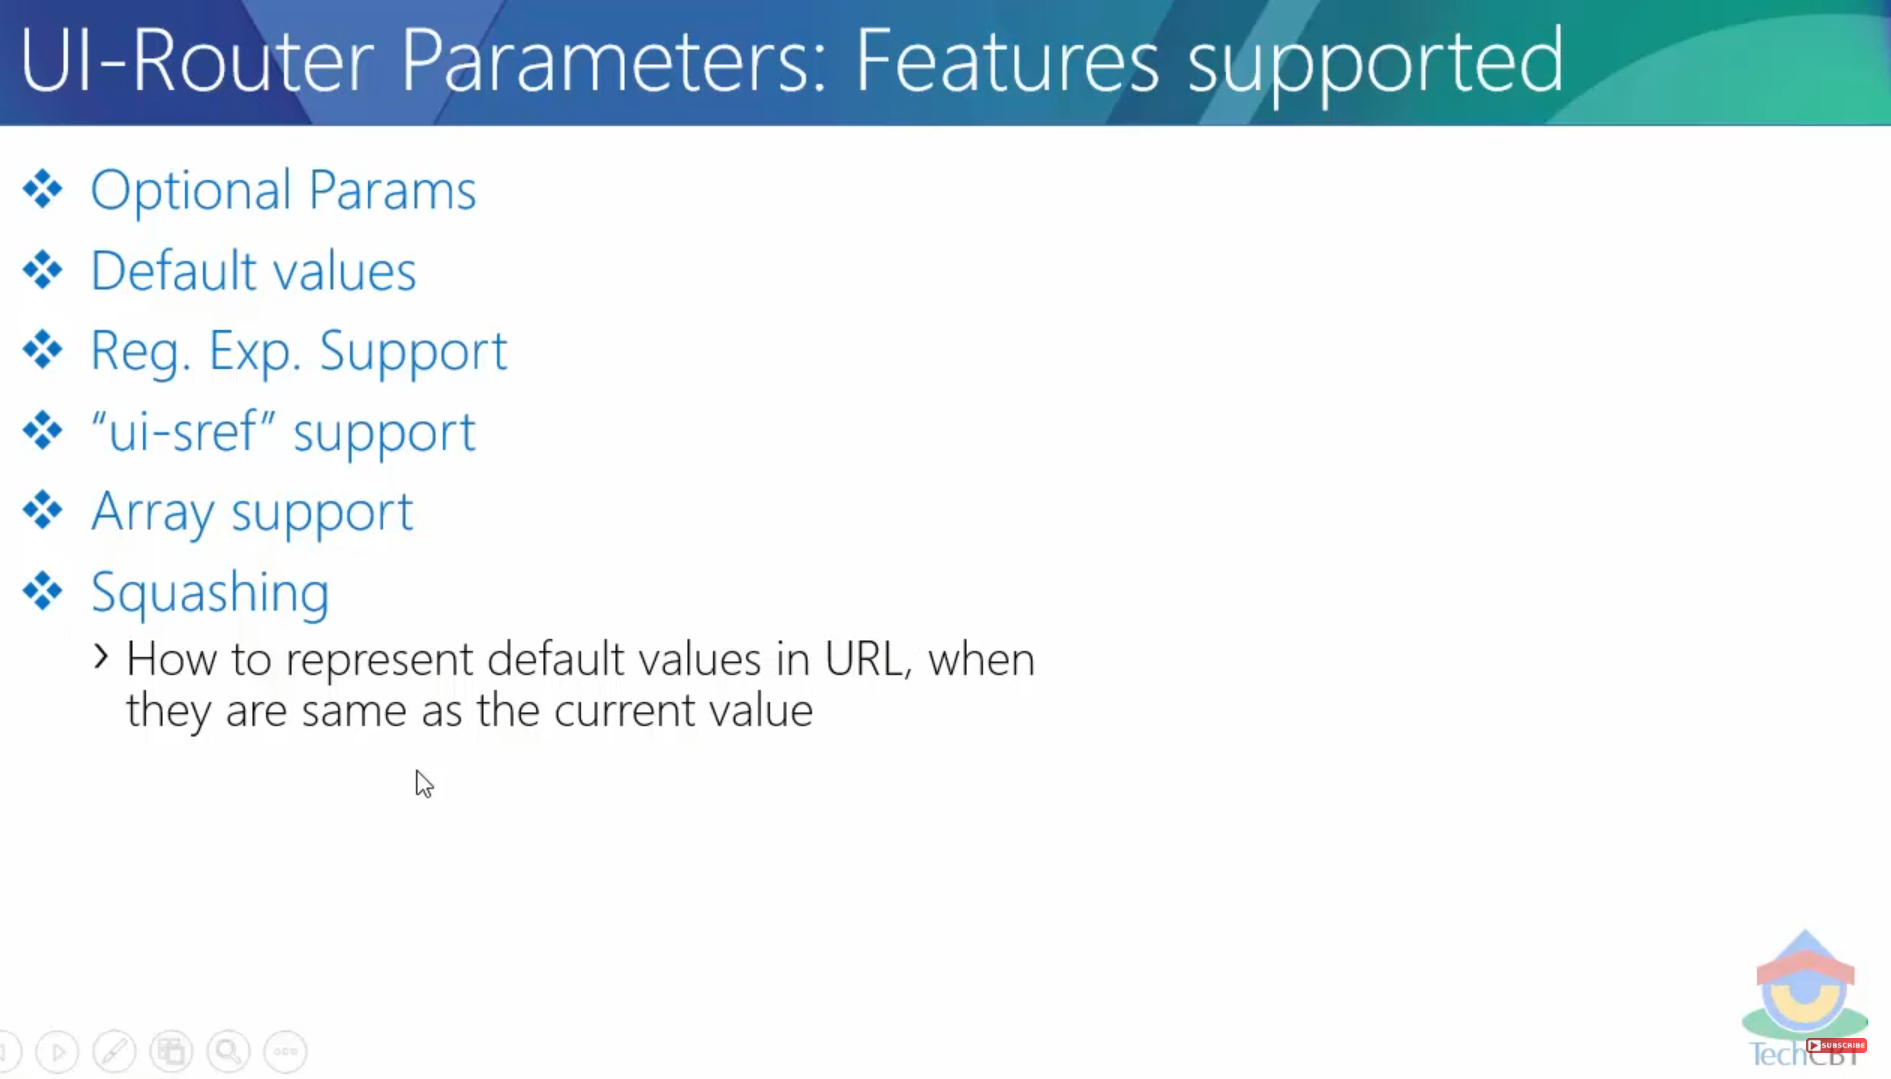 UI-Router Parameters: Features supported
Optional Params
Default values
Reg. Exp. Support
“ui-sref” support
Array support
Squashing
How to represent default values in URL, when
they are same as the current value
SUBSCRIBE
TechCBT